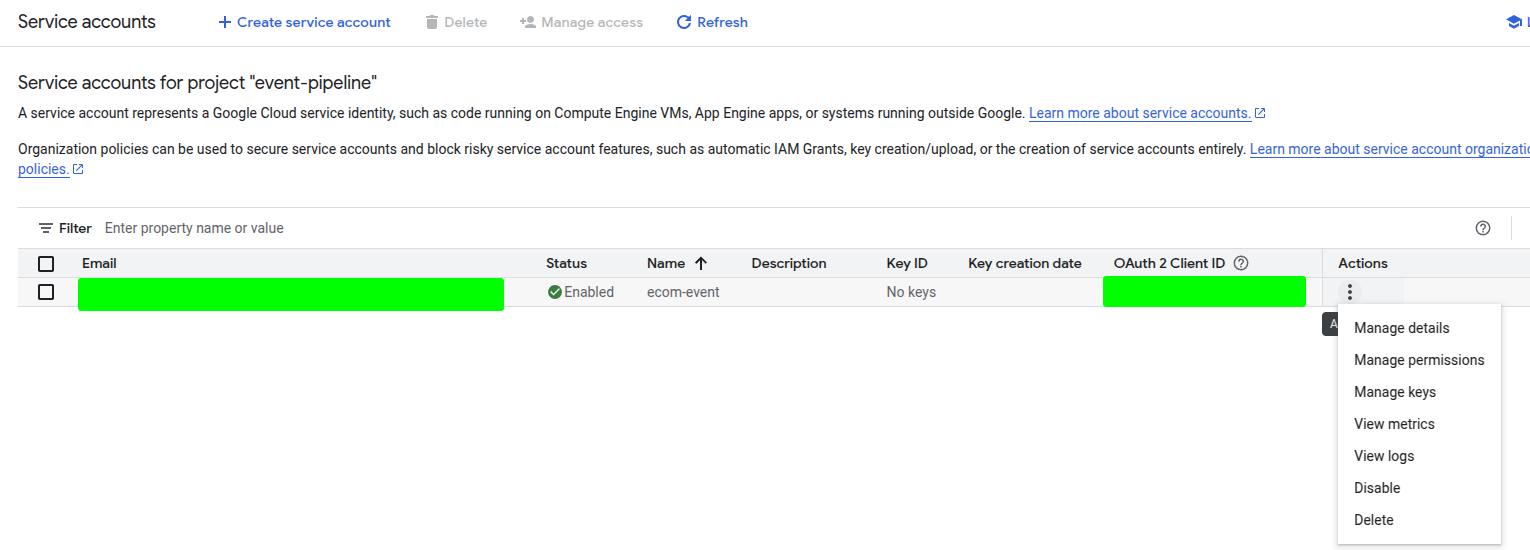 Service accounts
Create service account
Delete
Manage access
Refresh
Service accounts for project "event-pipeline"
A service account represents a Google Cloud service identity, such as code running on Compute Engine VMs, App Engine apps, or systems running outside Google. Learn more about service accounts.
Organization policies can be used to secure service accounts and block risky service account features, such as automatic IAM Grants, key creation/upload, or the creation of service accounts entirely. Learn more about service account
policies.
Filter Enter property name or value
Email Status Name Description Key ID Key creation date OAuth 2 Client ID Actions
Enabled ecom-event No keys
Manage details
Manage permissions
Manage keys
View metrics
View logs
Disable
Delete